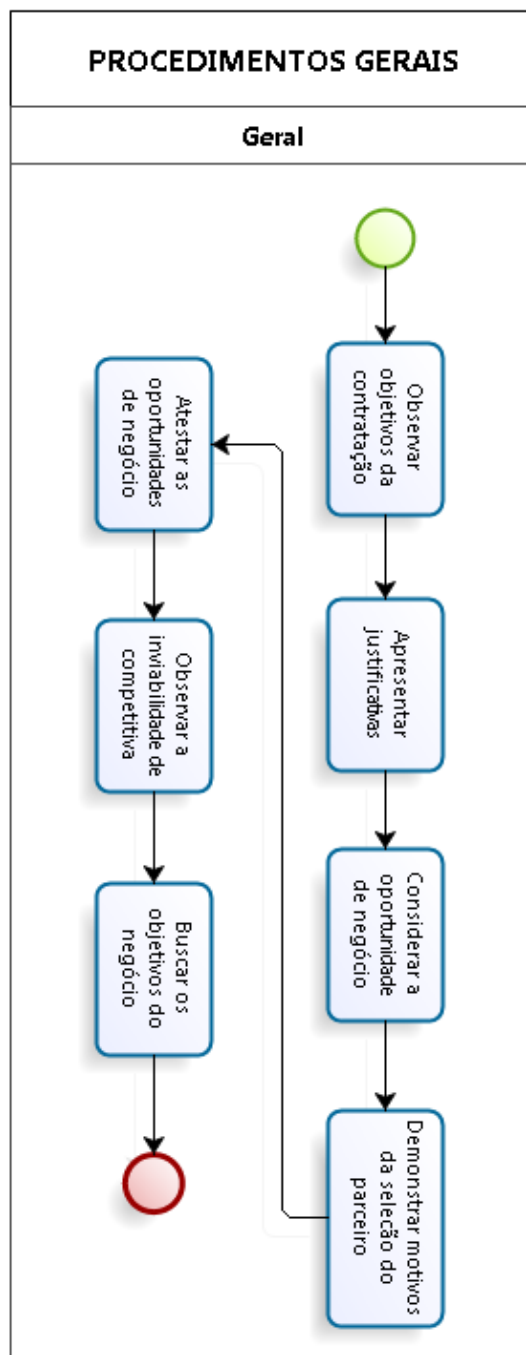 PROCEDIMENTOS GERAIS
Geral
Observar
objetivos da
contratação
Apresentar
justificativas
Considerar a
oportunidade
de negócio
Demonstrar motivos
da seleção do
parceiro
Atestar as
oportunidades
de negócio
Observar a
inviabilidade de
competitiva
Buscar os
objetivos do
negócio